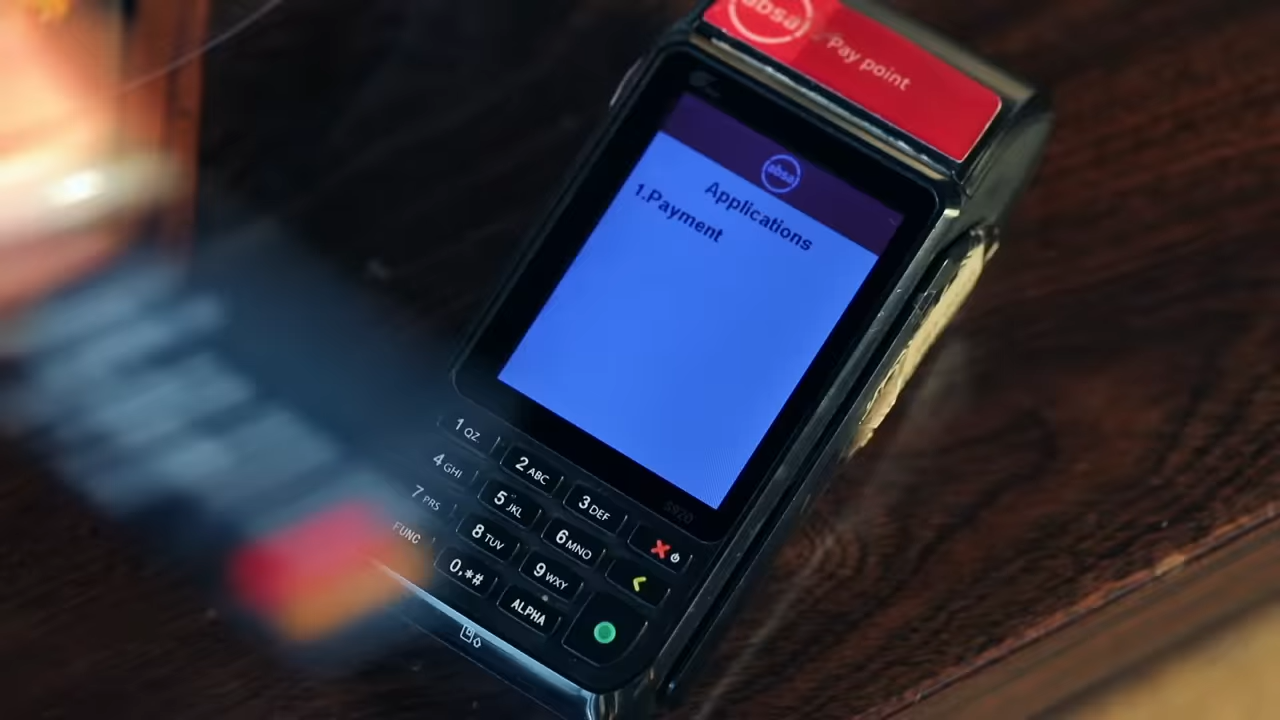 absa
Pay point
absa
Applications
1.Payment
S920
1 QZ.
2 ABC
3 DEF
4 GHI
5 JKL
6 MNO
7 PRS
8 TUV
9 WXY
FUNC
0,*#
ALPHA